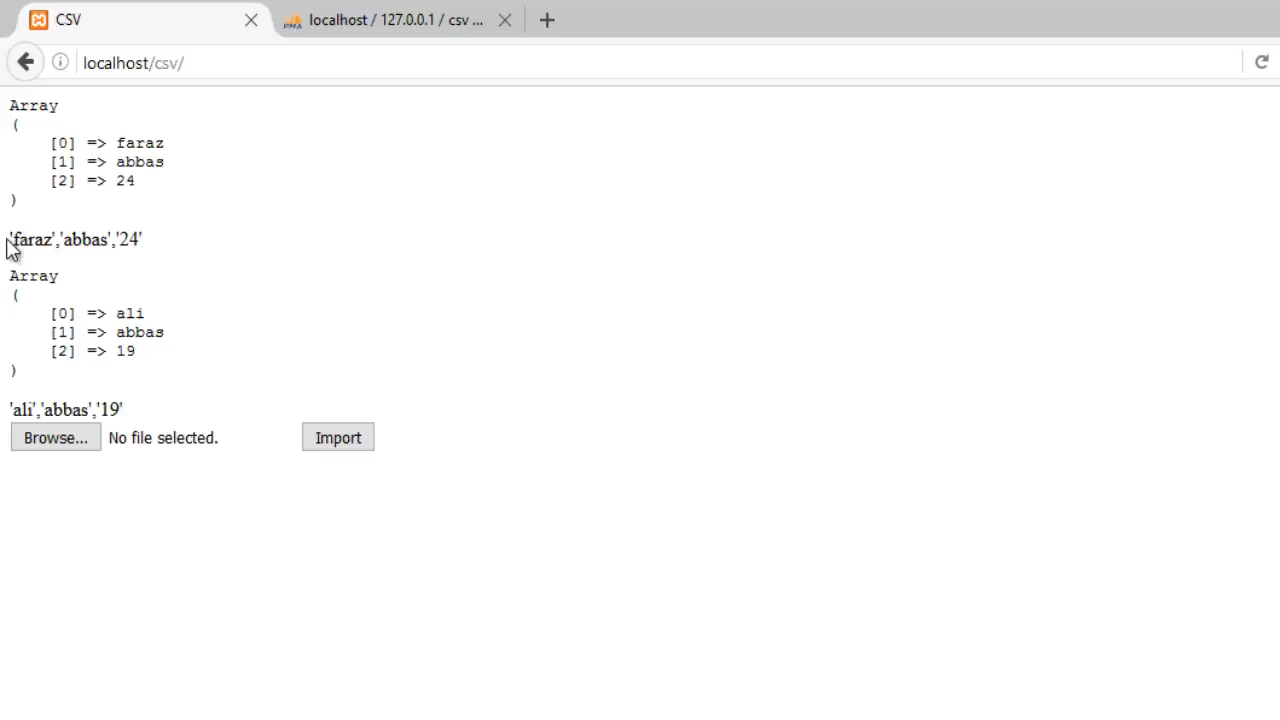 CSV
PMA localhost / 127.0.0.1 / csv ...
localhost/csv/
Array
(
[0] => faraz
[1] => abbas
[2] => 24
)
'faraz','abbas','24'
Array
(
[0] => ali
[1] => abbas
[2] => 19
)
'ali','abbas','19'
Browse... No file selected. Import